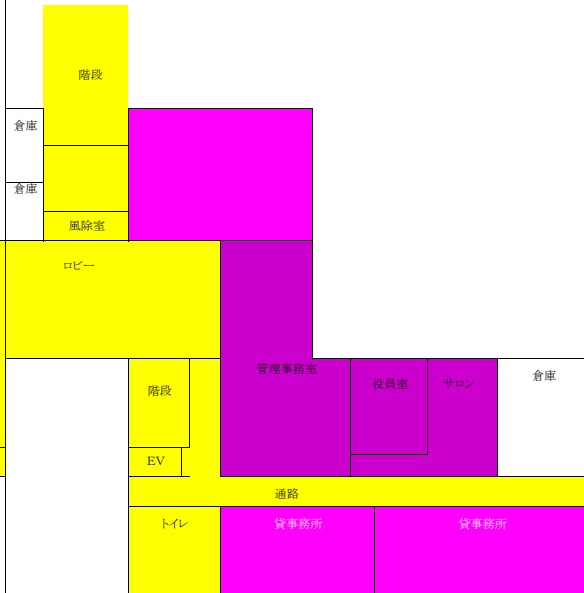 階段
倉庫
倉庫
風除室
ロビー
管理事務室
役員室
サロン
倉庫
階段
EV
通路
トイレ
貸事務所
貸事務所